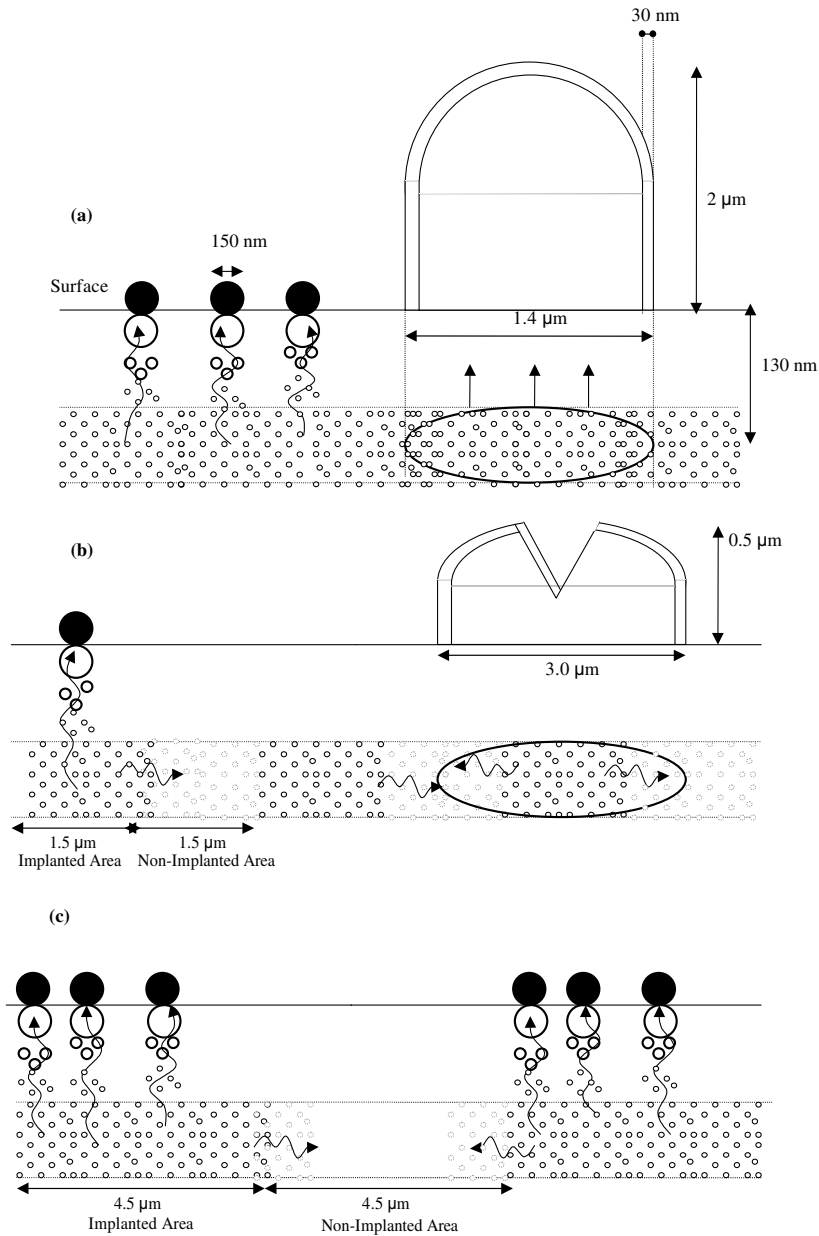 30 nm
2 µm
(a)
150 nm
Surface
1.4 µm
130 nm
(b)
0.5 µm
3.0 µm
1.5 µm
Implanted Area
1.5 µm
Non-Implanted Area
(c)
4.5 µm
Implanted Area
4.5 µm
Non-Implanted Area